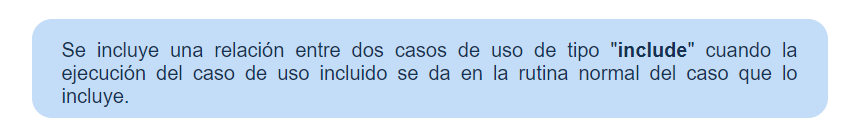 Se incluye una relación entre dos casos de uso de tipo "include" cuando la
ejecución del caso de uso incluido se da en la rutina normal del caso que lo
incluye.